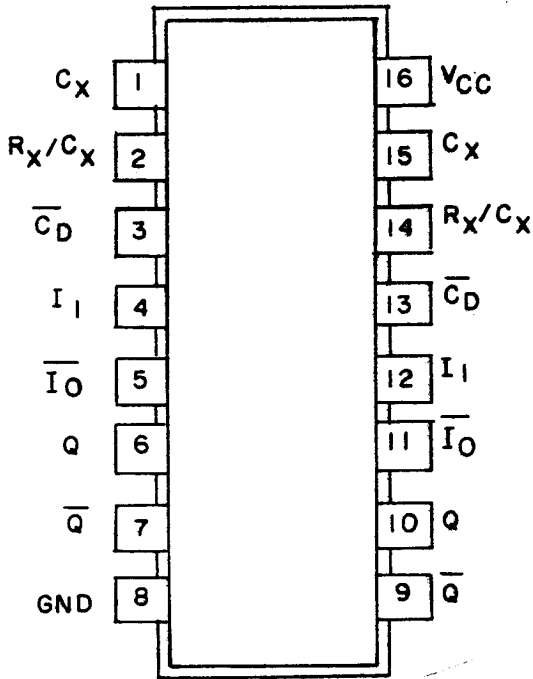 C_X 1 16 V_CC
R_X/C_X 2 15 C_X
C̅_D 3 14 R_X/C_X
I_1 4 13 C̅_D
I̅_0 5 12 I_1
Q 6 11 I̅_0
Q̅ 7 10 Q
GND 8 9 Q̅